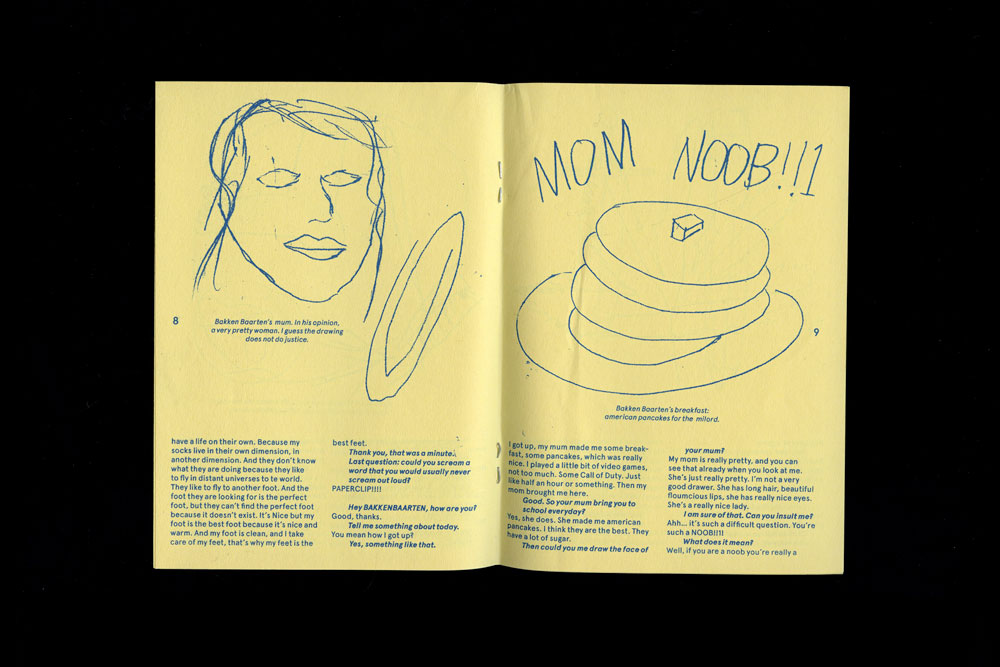 8
Bakken Baarten's mum. In his opinion,
a very pretty woman. I guess the drawing
does not do justice.
have a life on their own. Because my
socks live in their own dimension, in
another dimension. And they don't know
what they are doing because they like
to fly in distant universes to te world.
They like to fly to another foot. And the
foot they are looking for is the perfect
foot, but they can't find the perfect foot
because it doesn't exist. It's Nice but my
foot is the best foot because it's nice and
warm. And my foot is clean, and I take
care of my feet, that's why my feet is the
best feet.
Thank you, that was a minute.
Last question: could you scream a
word that you would usually never
scream out loud?
PAPERCLIP!!!!
Hey BAKKENBAARTEN, how are you?
Good, thanks.
Tell me something about today.
You mean how I got up?
Yes, something like that.
MOM NOOB!!1
9
Bakken Baarten's breakfast:
american pancakes for the milord.
I got up, my mum made me some break-
fast, some pancakes, which was really
nice. I played a little bit of video games,
not too much. Some Call of Duty. Just
like half an hour or something. Then my
mom brought me here.
Good. So your mum bring you to
school everyday?
Yes, she does. She made me american
pancakes. I think they are the best. They
have a lot of sugar.
Then could you me draw the face of
your mum?
My mom is really pretty, and you can
see that already when you look at me.
She's just really pretty. I'm not a very
good drawer. She has long hair, beautiful
floumcious lips, she has really nice eyes.
She's a really nice lady.
I am sure of that. Can you insult me?
Ahh... it's such a difficult question. You're
such a NOOB!!1!
What does it mean?
Well, if you are a noob you're really a